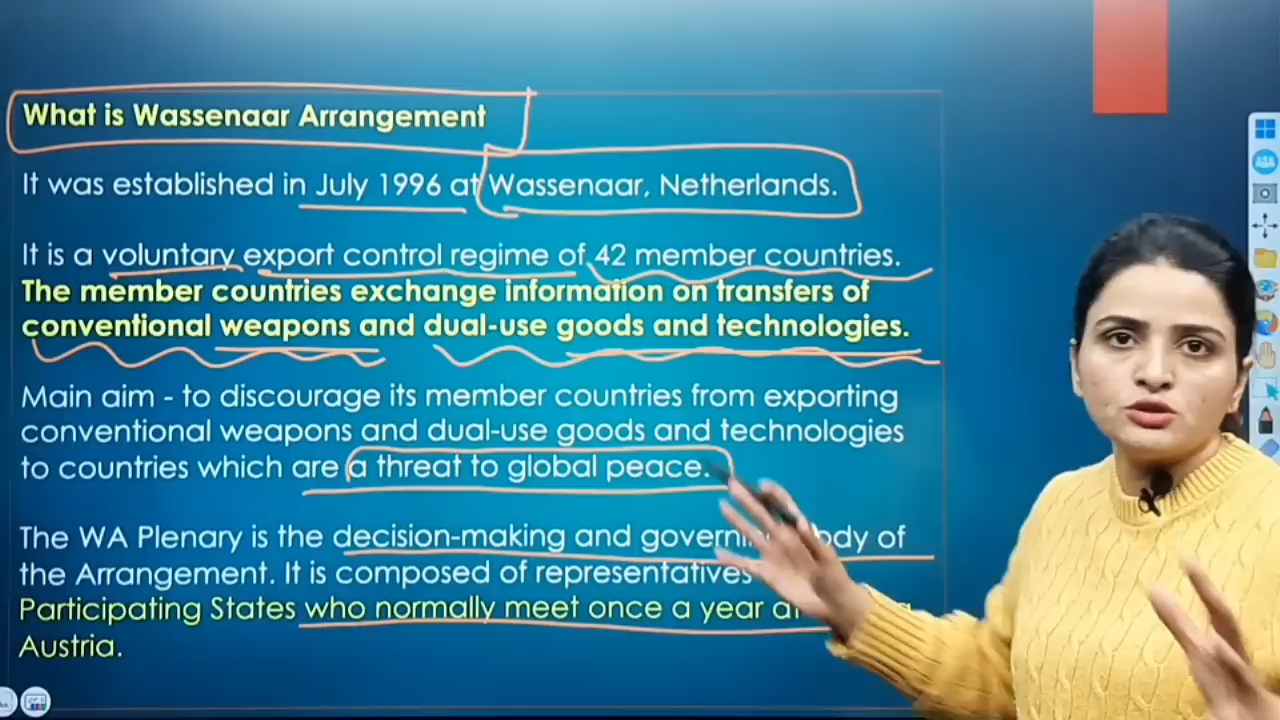 What is Wassenaar Arrangement
It was established in July 1996 at Wassenaar, Netherlands.
It is a voluntary export control regime of 42 member countries.
The member countries exchange information on transfers of
conventional weapons and dual-use goods and technologies.
Main aim - to discourage its member countries from exporting
conventional weapons and dual-use goods and technologies
to countries which are a threat to global peace.
The WA Plenary is the decision-making and of
the Arrangement. It is composed of representatives
Participating States who normally meet once a year
Austria.